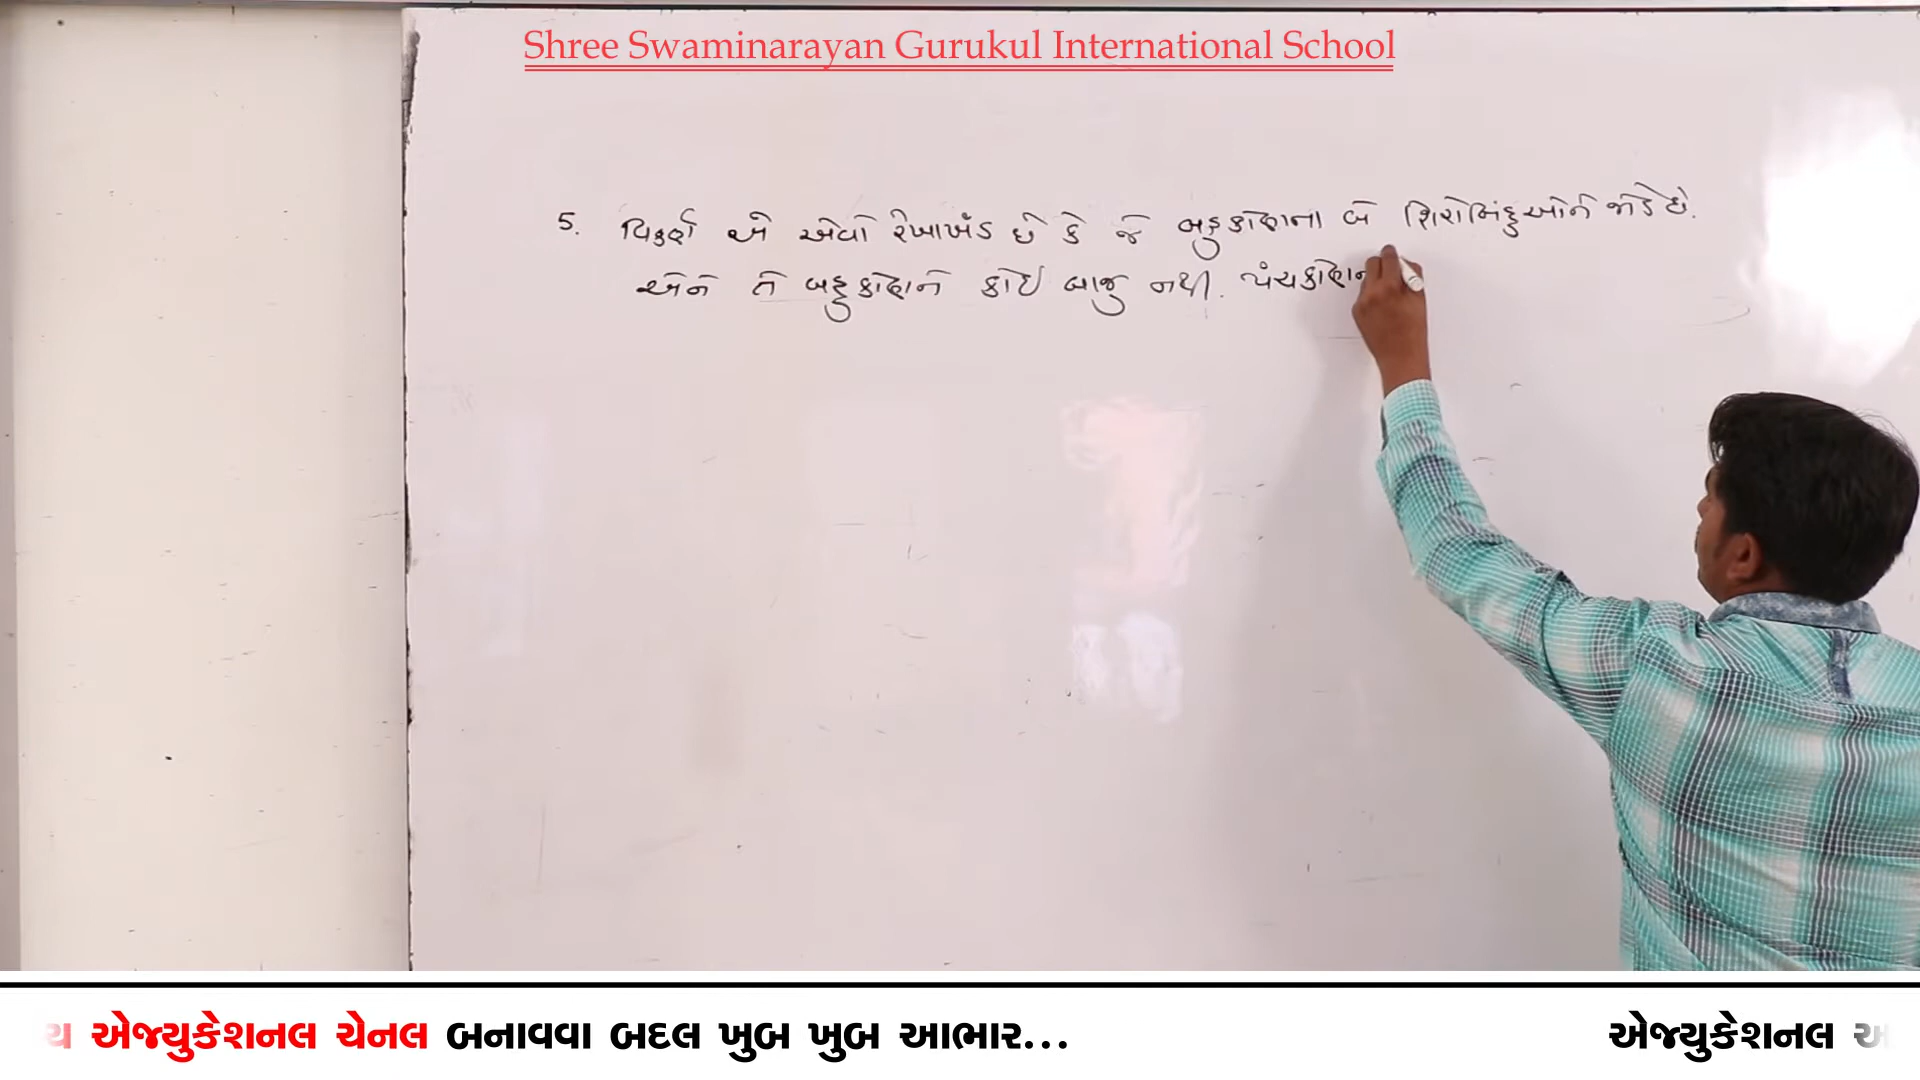 Shree Swaminarayan Gurukul International School
5. વિકર્ણ એ એવો રેખાખંડ છે કે જે બહુકોણના બે શિરોબિંદુઓને જોડે છે.
અને તે બહુકોણને કોઈ બાજુ નથી. પંચકોણન
એજ્યુકેશનલ ચેનલ બનાવવા બદલ ખુબ ખુબ આભાર... એજ્યુકેશનલ